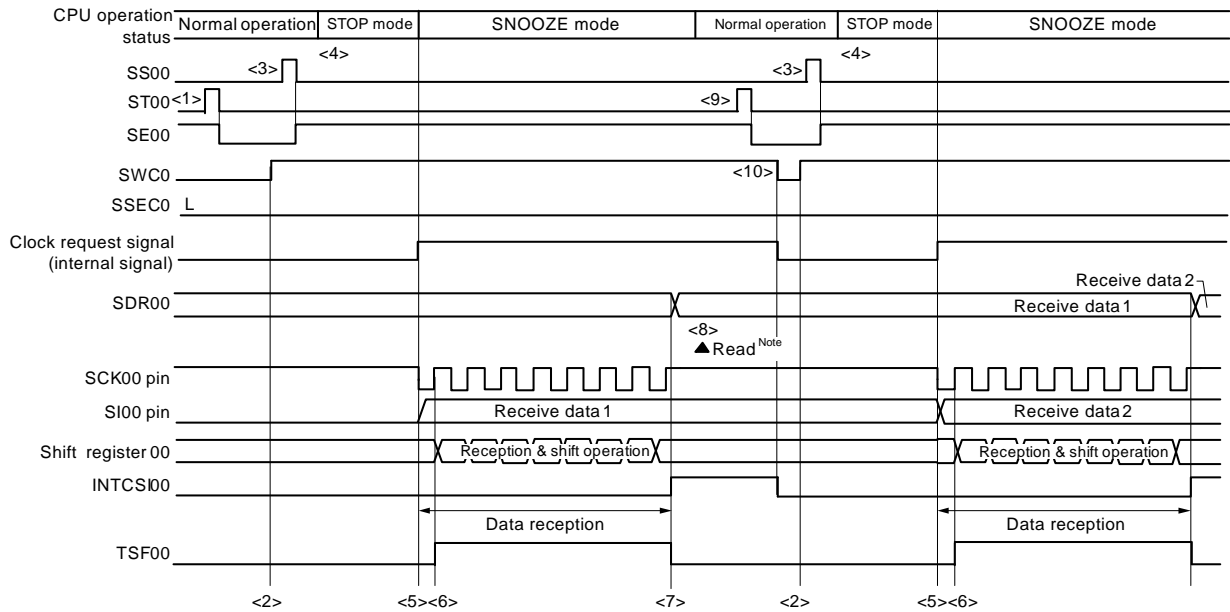 CPU operation status
Normal operation STOP mode SNOOZE mode Normal operation STOP mode SNOOZE mode
<4> <4>
SS00 <3> <3>
ST00 <1> <9>
SE00
SWC0 <10>
SSEC0 L
Clock request signal
(internal signal)
Receive data 2
SDR00 Receive data 1
<8>
▲ Read Note
SCK00 pin
SI00 pin Receive data 1 Receive data 2
Shift register 00 Reception & shift operation Reception & shift operation
INTCSI00
Data reception Data reception
TSF00
<2> <5><6> <7> <2> <5><6>